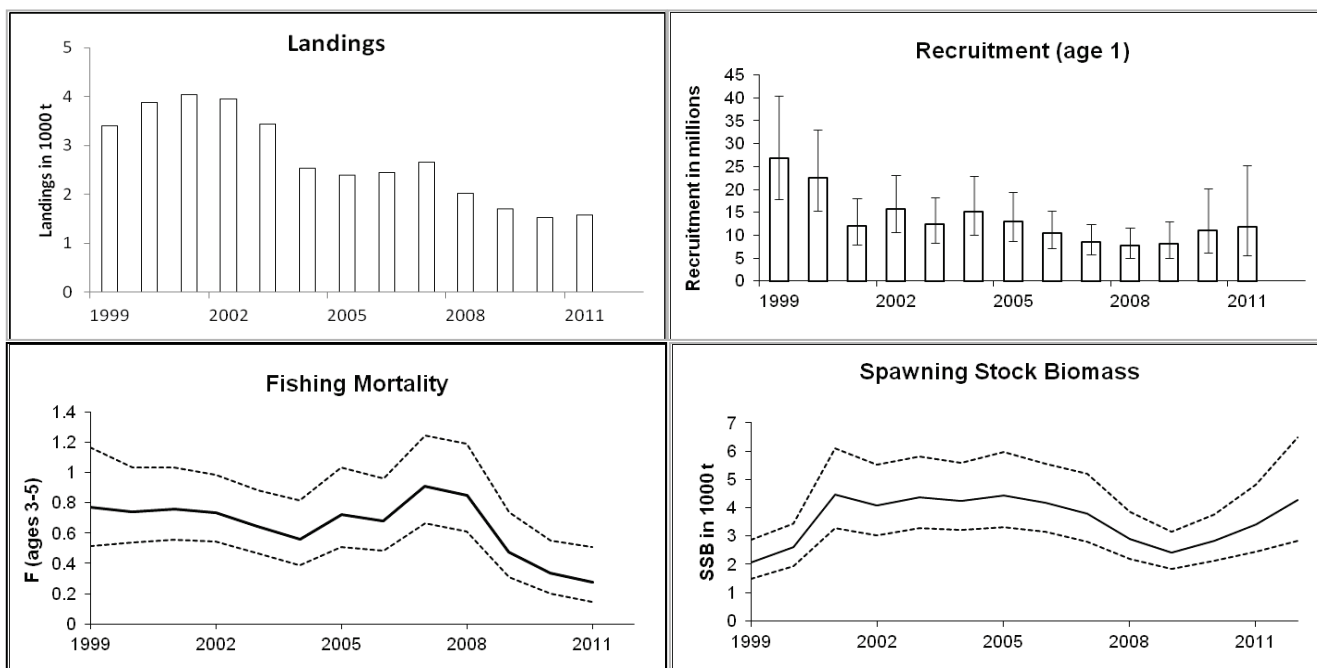 Landings
Landings in 1000 t
5
4
3
2
1
0
1999 2002 2005 2008 2011
Recruitment (age 1)
Recruitment in millions
45
40
35
30
25
20
15
10
5
0
1999 2002 2005 2008 2011
Fishing Mortality
F (ages 3-5)
1.4
1.2
1
0.8
0.6
0.4
0.2
0
1999 2002 2005 2008 2011
Spawning Stock Biomass
SSB in 1000 t
7
6
5
4
3
2
1
0
1999 2002 2005 2008 2011